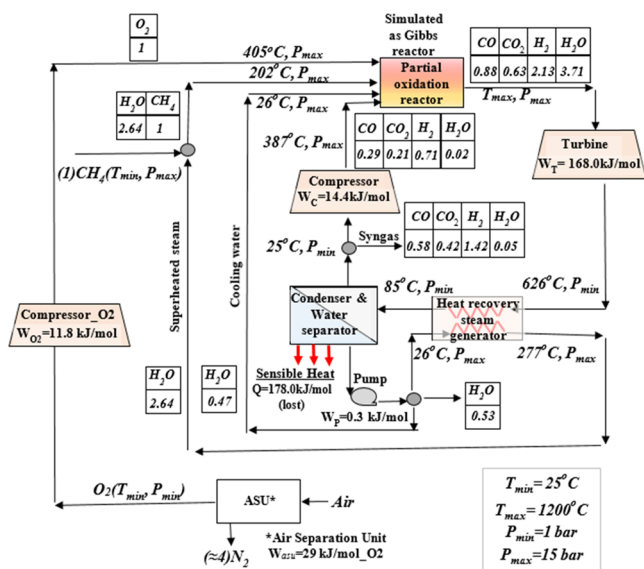 O2
1
Simulated
as Gibbs
reactor
405°C, Pmax
202°C, Pmax
26°C, Pmax
387°C, Pmax
Partial
oxidation
reactor
CO CO2 H2 H2O
0.88 0.63 2.13 3.71
Tmax, Pmax
H2O CH4
2.64 1
(1)CH4(Tmin, Pmax)
CO CO2 H2 H2O
0.29 0.21 0.71 0.02
Turbine
WT= 168.0kJ/mol
Compressor
WC=14.4kJ/mol
CO CO2 H2 H2O
0.58 0.42 1.42 0.05
Syngas
25°C, Pmin
Superheated steam
Cooling water
Compressor_O2
WO2=11.8 kJ/mol
Condenser &
Water
separator
85°C, Pmin
626°C, Pmin
Heat recovery
steam
generator
26°C, Pmax
277°C, Pmax
Sensible Heat
Q=178.0kJ/mol
(lost)
Pump
WP=0.3 kJ/mol
H2O
2.64
H2O
0.47
H2O
0.53
O2(Tmin, Pmin)
ASU*
Air
(≈4)N2
*Air Separation Unit
Wasu=29 kJ/mol_O2
Tmin= 25°C
Tmax= 1200°C
Pmin=1 bar
Pmax=15 bar